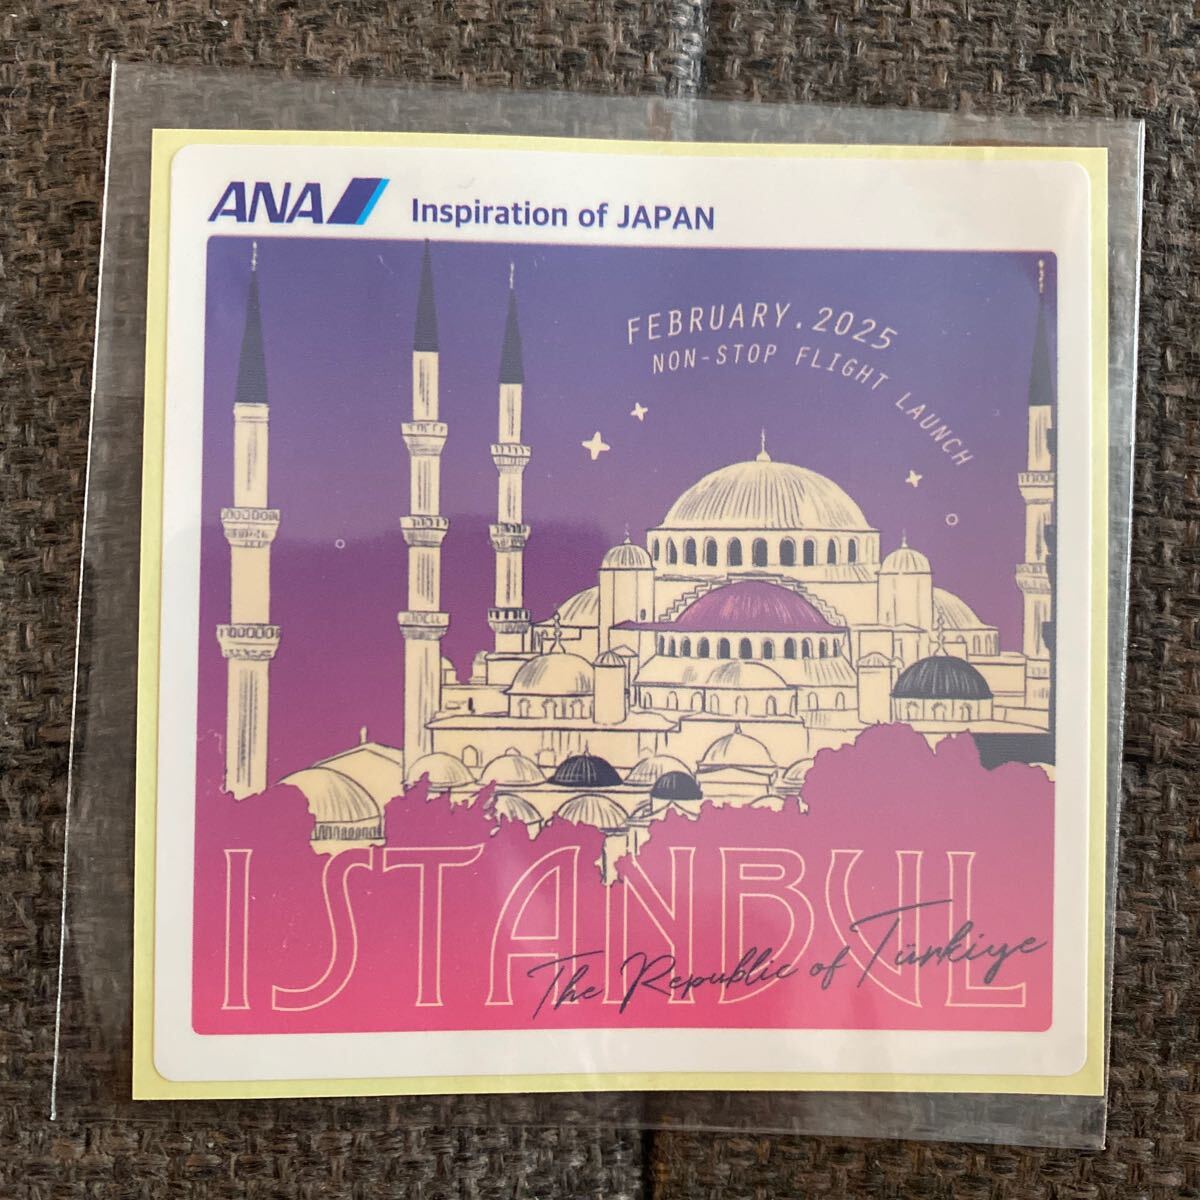 ANA Inspiration of JAPAN
FEBRUARY.2025
NON-STOP FLIGHT LAUNCH
ISTANBUL
The Republic of Türkiye